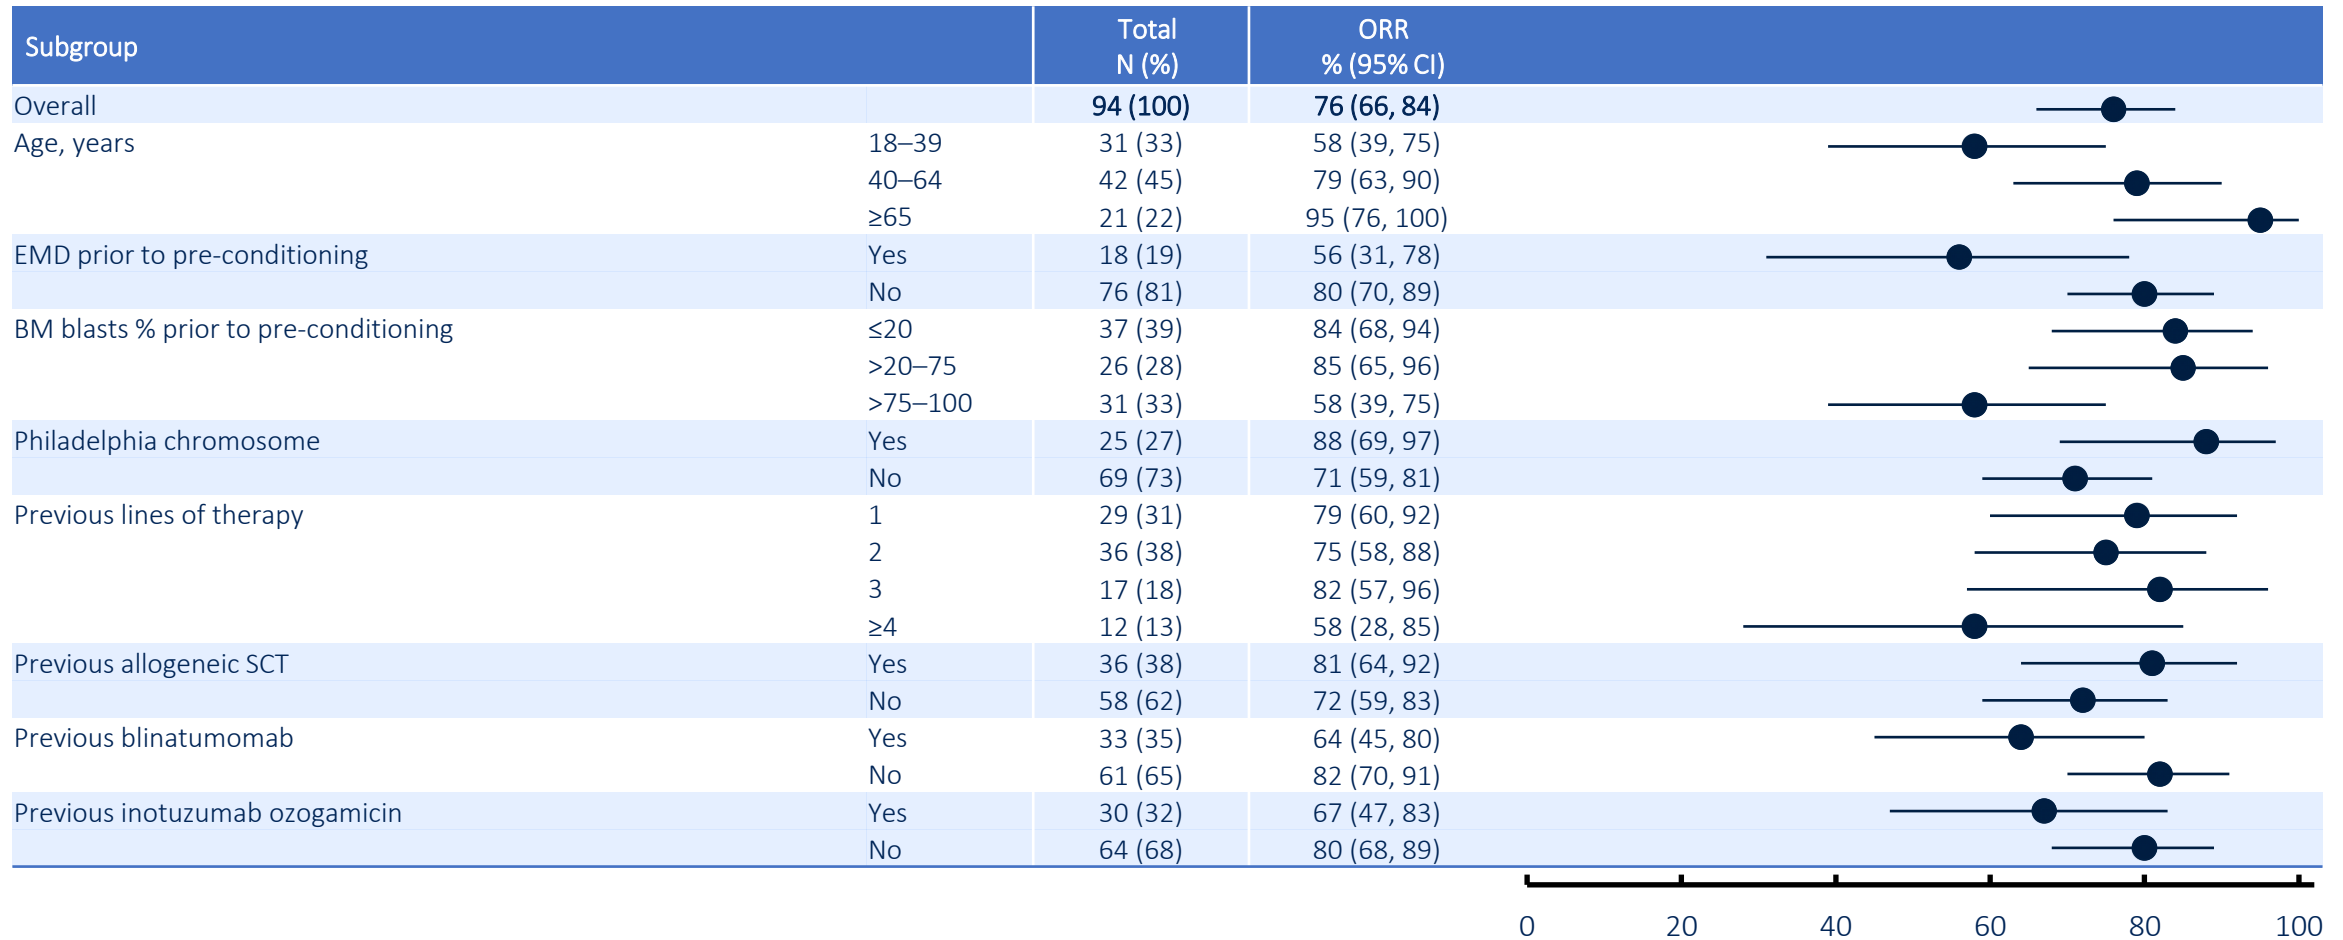 Subgroup Total N (%) ORR % (95% CI)
Overall 94 (100) 76 (66, 84)
Age, years 18–39 31 (33) 58 (39, 75)
40–64 42 (45) 79 (63, 90)
≥65 21 (22) 95 (76, 100)
EMD prior to pre-conditioning Yes 18 (19) 56 (31, 78)
No 76 (81) 80 (70, 89)
BM blasts % prior to pre-conditioning ≤20 37 (39) 84 (68, 94)
>20–75 26 (28) 85 (65, 96)
>75–100 31 (33) 58 (39, 75)
Philadelphia chromosome Yes 25 (27) 88 (69, 97)
No 69 (73) 71 (59, 81)
Previous lines of therapy 1 29 (31) 79 (60, 92)
2 36 (38) 75 (58, 88)
3 17 (18) 82 (57, 96)
≥4 12 (13) 58 (28, 85)
Previous allogeneic SCT Yes 36 (38) 81 (64, 92)
No 58 (62) 72 (59, 83)
Previous blinatumomab Yes 33 (35) 64 (45, 80)
No 61 (65) 82 (70, 91)
Previous inotuzumab ozogamicin Yes 30 (32) 67 (47, 83)
No 64 (68) 80 (68, 89)
0 20 40 60 80 100